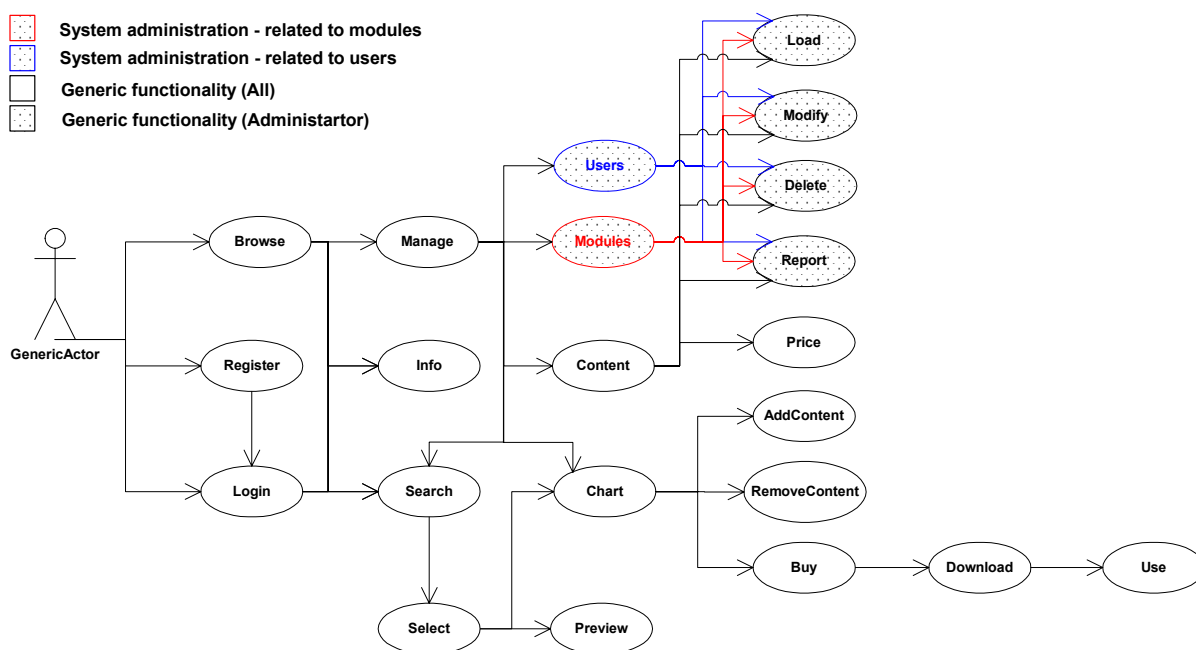 System administration - related to modules
System administration - related to users
Generic functionality (All)
Generic functionality (Administartor)
Load
Modify
Users
Delete
Browse
Manage
Modules
Report
GenericActor
Register
Info
Content
Price
AddContent
Login
Search
Chart
RemoveContent
Buy
Download
Use
Select
Preview